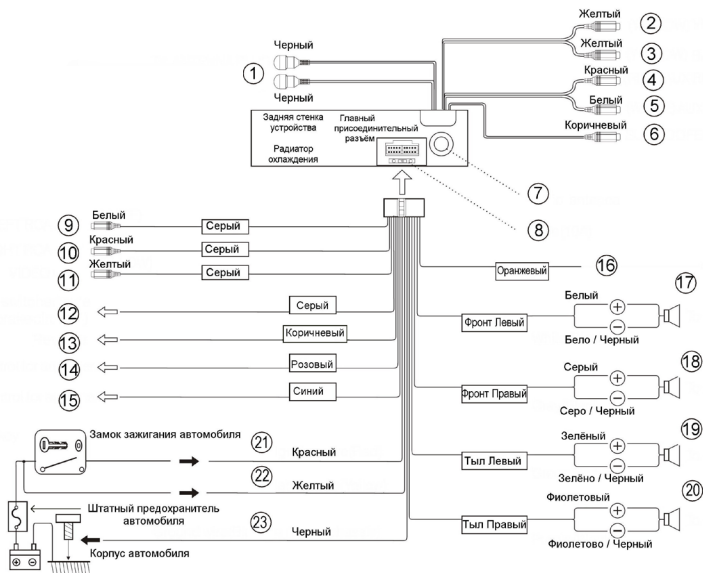 Желтый
2
Черный
Желтый
3
1
Красный
4
Черный
Белый
5
Коричневый
6
Задняя стенка
устройства
Главный
присоединительный
разъём
Радиатор
охлаждения
7
8
9
Белый
Серый
10
Красный
Серый
11
Желтый
Серый
16
Оранжевый
17
12
Серый
Белый
+
Фронт Левый
−
Бело / Черный
13
Коричневый
14
Розовый
18
Серый
+
Фронт Правый
−
Серо / Черный
15
Синий
19
Замок зажигания автомобиля
21
Красный
Зелёный
+
Тыл Левый
−
Зелёно / Черный
22
Желтый
20
Фиолетовый
+
Тыл Правый
−
Фиолетово / Черный
Штатный предохранитель
автомобиля
23
Черный
Корпус автомобиля
+ −